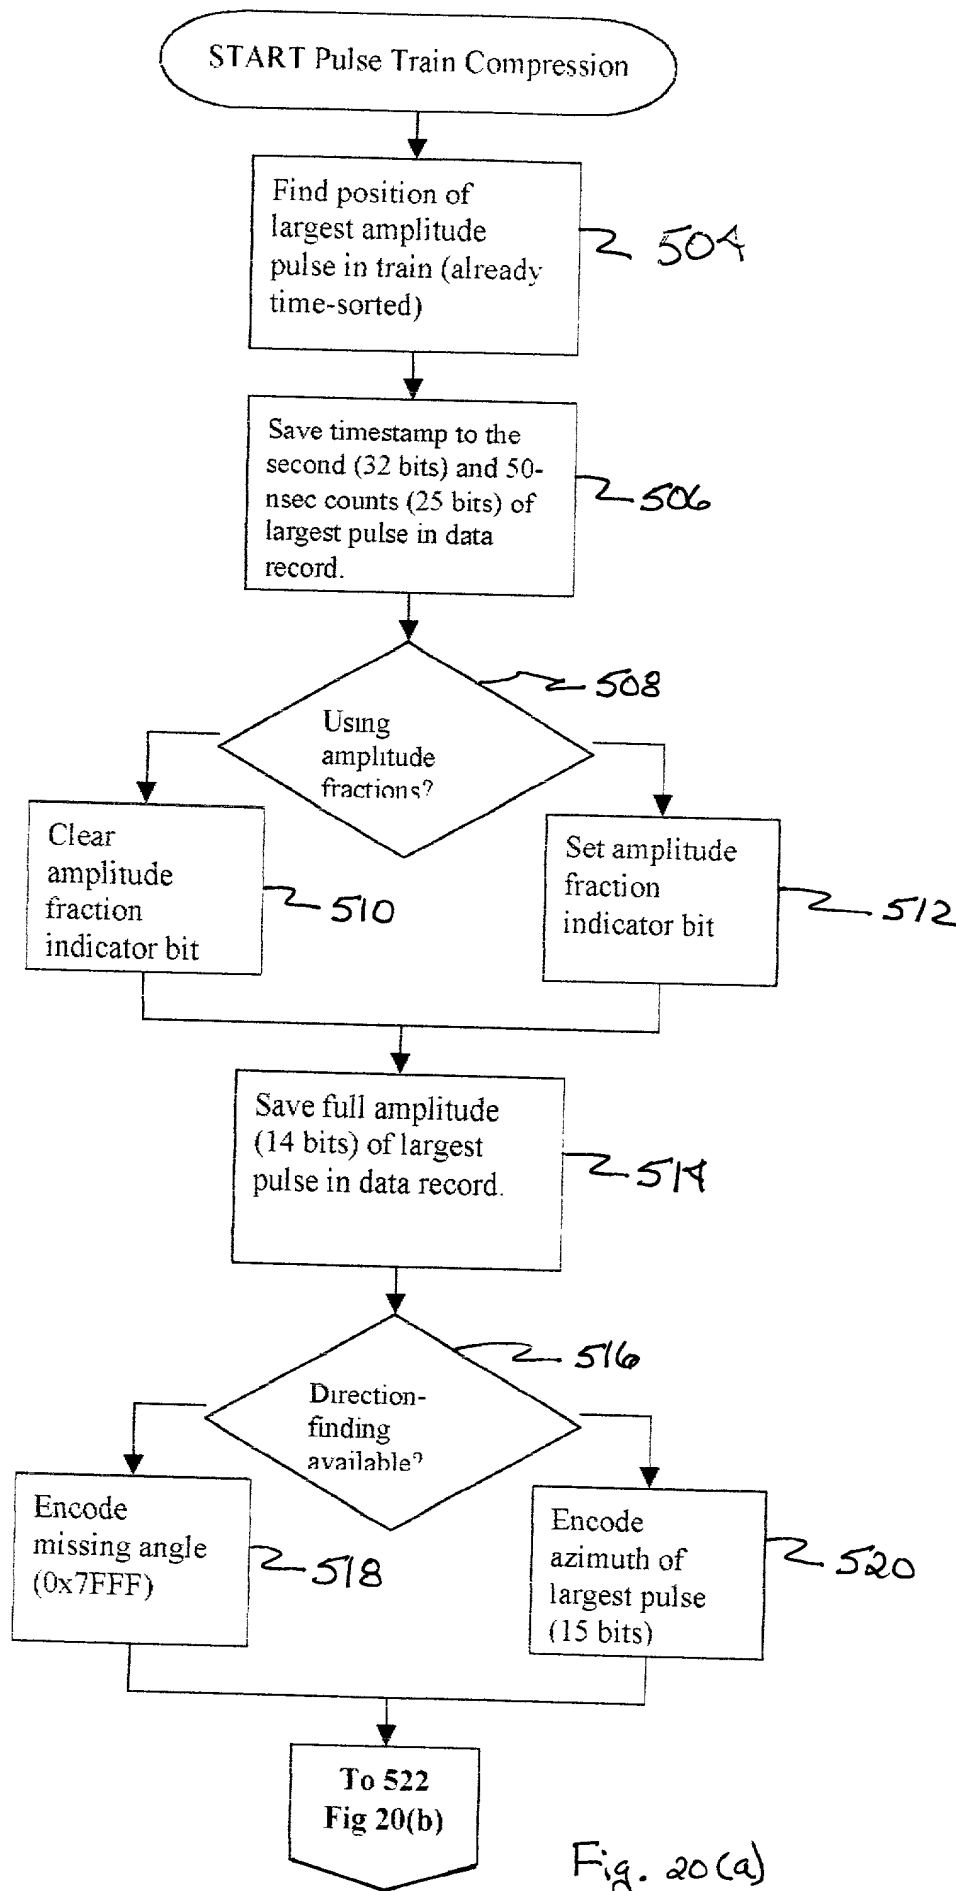 START Pulse Train Compression
Find position of
largest amplitude
pulse in train (already
time-sorted)
504
Save timestamp to the
second (32 bits) and 50-
nsec counts (25 bits) of
largest pulse in data
record.
506
508
Using
amplitude
fractions?
Clear
amplitude
fraction
indicator bit
510
Set amplitude
fraction
indicator bit
512
Save full amplitude
(14 bits) of largest
pulse in data record.
514
516
Direction-
finding
available?
Encode
missing angle
(0x7FFF)
518
Encode
azimuth of
largest pulse
(15 bits)
520
To 522
Fig 20(b)
Fig. 20(a)